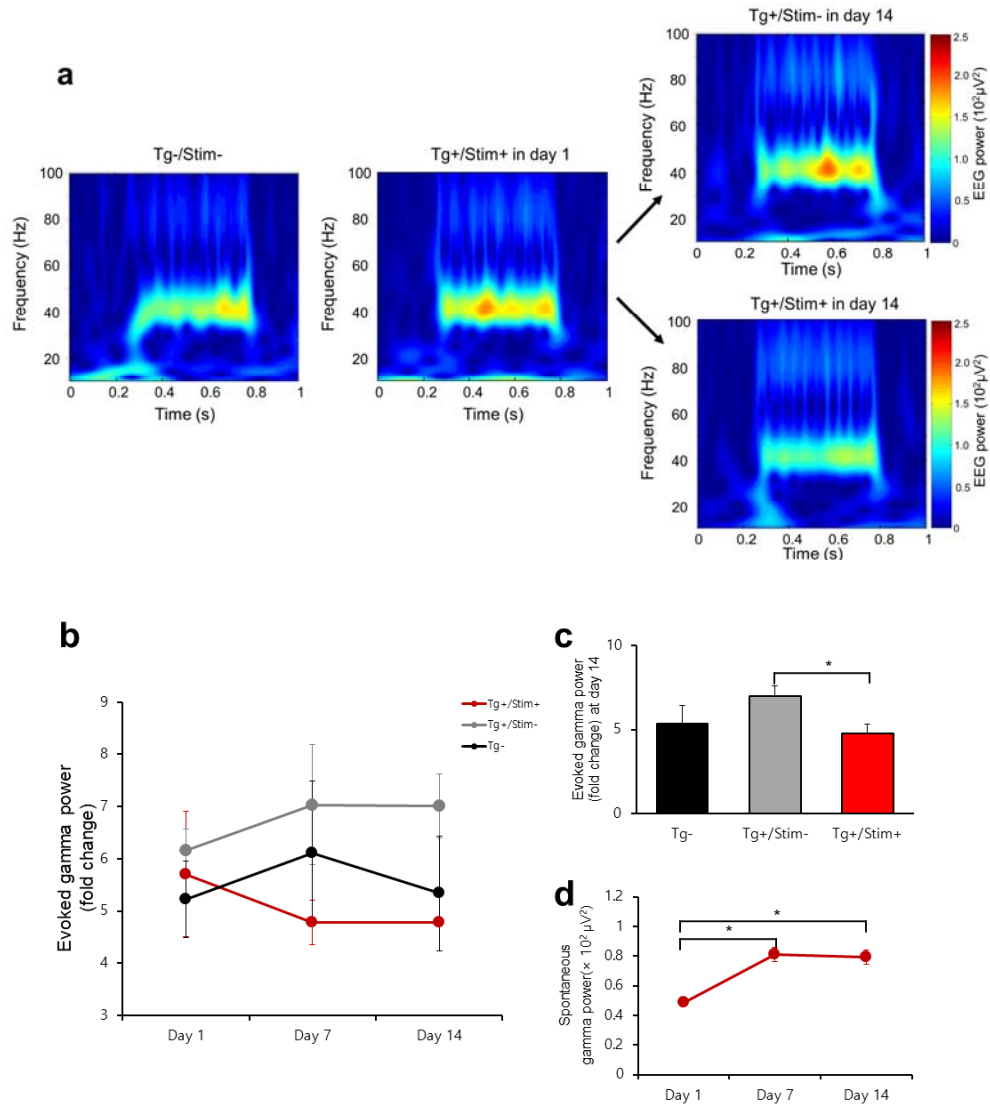 a
Tg-/Stim-
Frequency (Hz)
100
80
60
40
20
0
0.2
0.4
0.6
0.8
1
Time (s)
Tg+/Stim+ in day 1
Frequency (Hz)
100
80
60
40
20
0
0.2
0.4
0.6
0.8
1
Time (s)
Tg+/Stim- in day 14
Frequency (Hz)
100
80
60
40
20
0
0.2
0.4
0.6
0.8
1
Time (s)
2.5
2.0
1.5
1.0
0.5
0
EEG power (10²µV²)
Tg+/Stim+ in day 14
Frequency (Hz)
100
80
60
40
20
0
0.2
0.4
0.6
0.8
1
Time (s)
2.5
2.0
1.5
1.0
0.5
0
EEG power (10²µV²)
b
Evoked gamma power
(fold change)
9
8
7
6
5
4
3
Day 1
Day 7
Day 14
Tg+/Stim+
Tg+/Stim-
Tg-
c
Evoked gamma power
(fold change) at day 14
10
5
0
*
Tg-
Tg+/Stim-
Tg+/Stim+
d
Spontaneous
gamma power(× 10² µV²)
1.2
1
0.8
0.6
0.4
0.2
0
*
*
Day 1
Day 7
Day 14